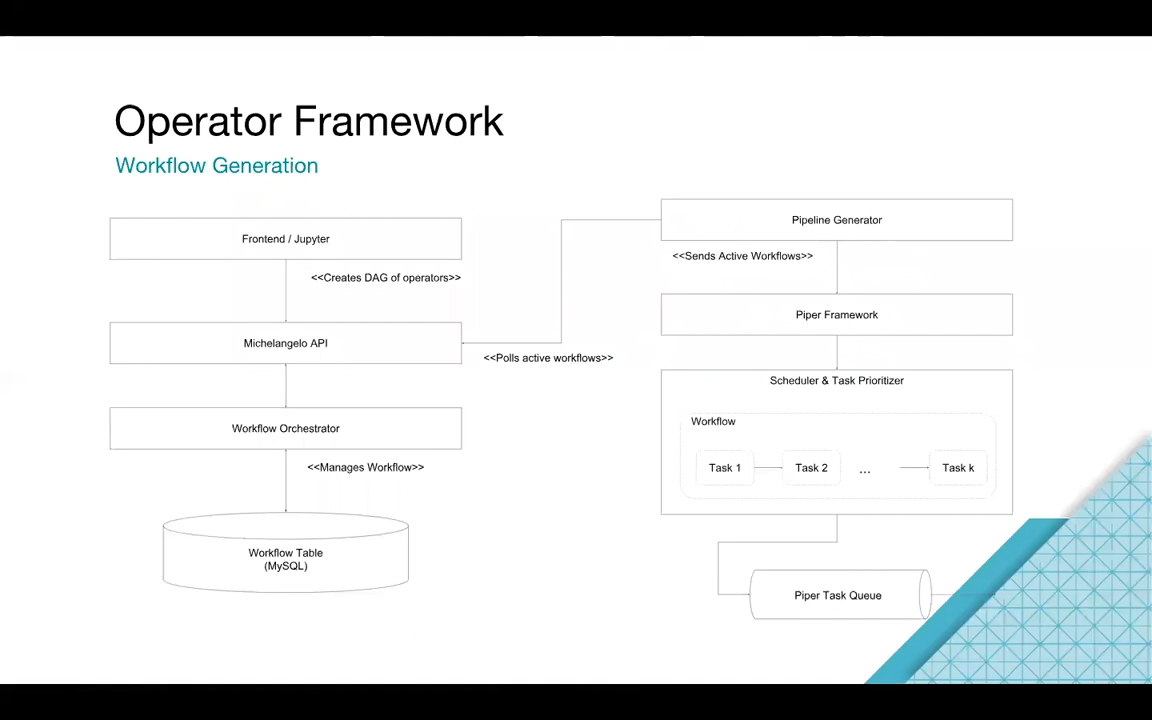 Operator Framework
Workflow Generation
Frontend / Jupyter
<<Creates DAG of operators>>
Michelangelo API
<<Polls active workflows>>
Workflow Orchestrator
<<Manages Workflow>>
Workflow Table
(MySQL)
Pipeline Generator
<<Sends Active Workflows>>
Piper Framework
Scheduler & Task Prioritizer
Workflow
Task 1
Task 2
...
Task k
Piper Task Queue